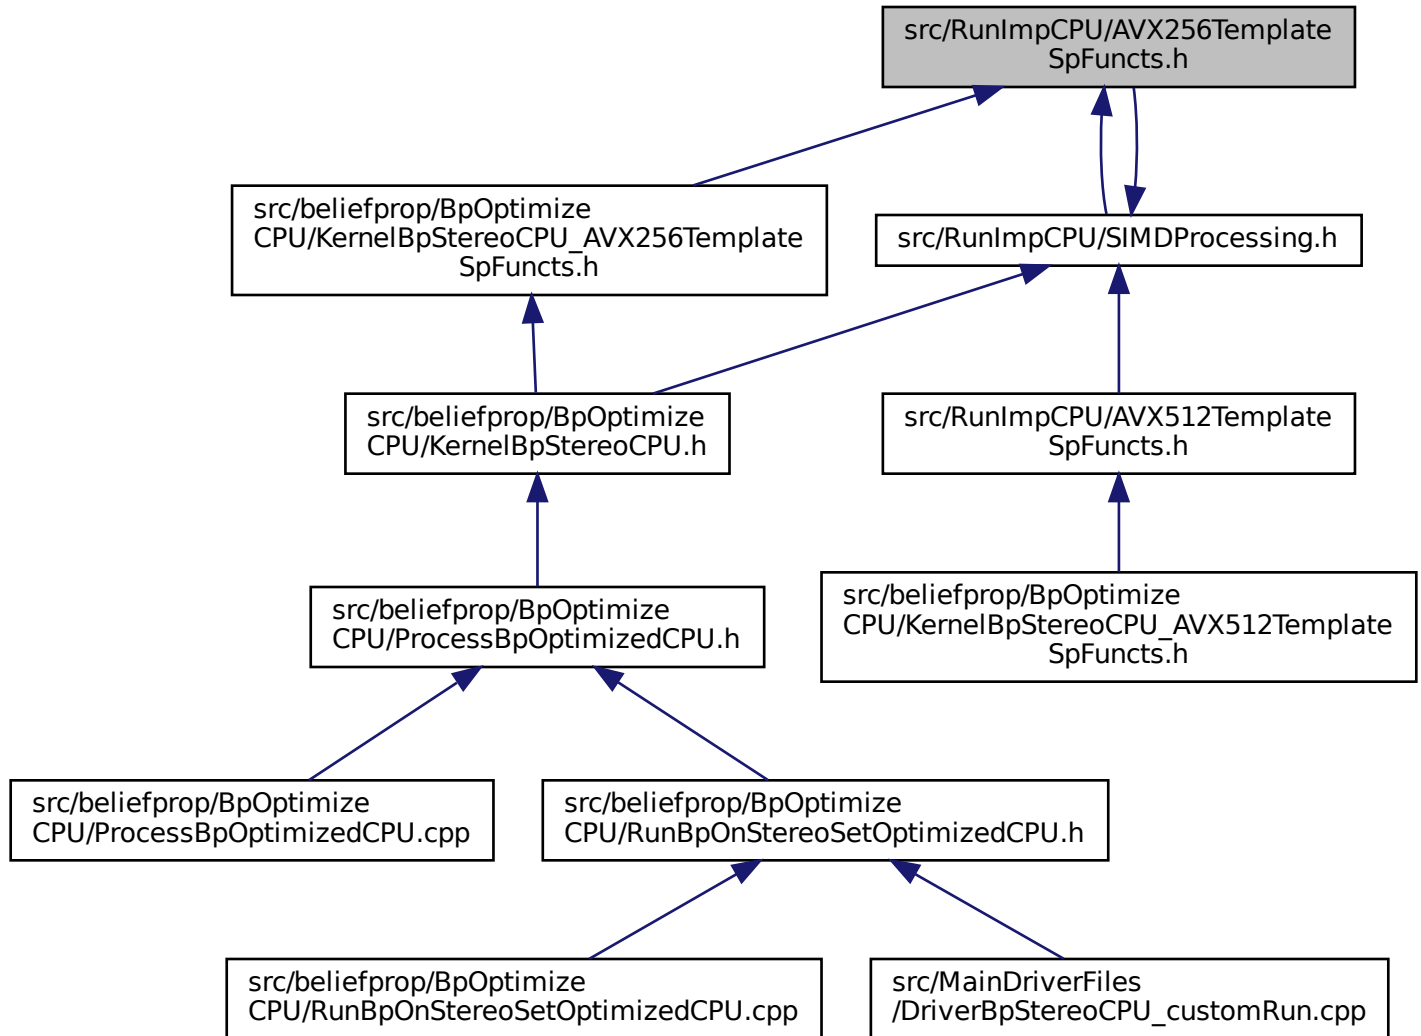 src/RunImpCPU/AVX256Template
SpFuncts.h
src/beliefprop/BpOptimize
CPU/KernelBpStereoCPU_AVX256Template
SpFuncts.h
src/RunImpCPU/SIMDProcessing.h
src/beliefprop/BpOptimize
CPU/KernelBpStereoCPU.h
src/RunImpCPU/AVX512Template
SpFuncts.h
src/beliefprop/BpOptimize
CPU/ProcessBpOptimizedCPU.h
src/beliefprop/BpOptimize
CPU/KernelBpStereoCPU_AVX512Template
SpFuncts.h
src/beliefprop/BpOptimize
CPU/ProcessBpOptimizedCPU.cpp
src/beliefprop/BpOptimize
CPU/RunBpOnStereoSetOptimizedCPU.h
src/beliefprop/BpOptimize
CPU/RunBpOnStereoSetOptimizedCPU.cpp
src/MainDriverFiles
/DriverBpStereoCPU_customRun.cpp